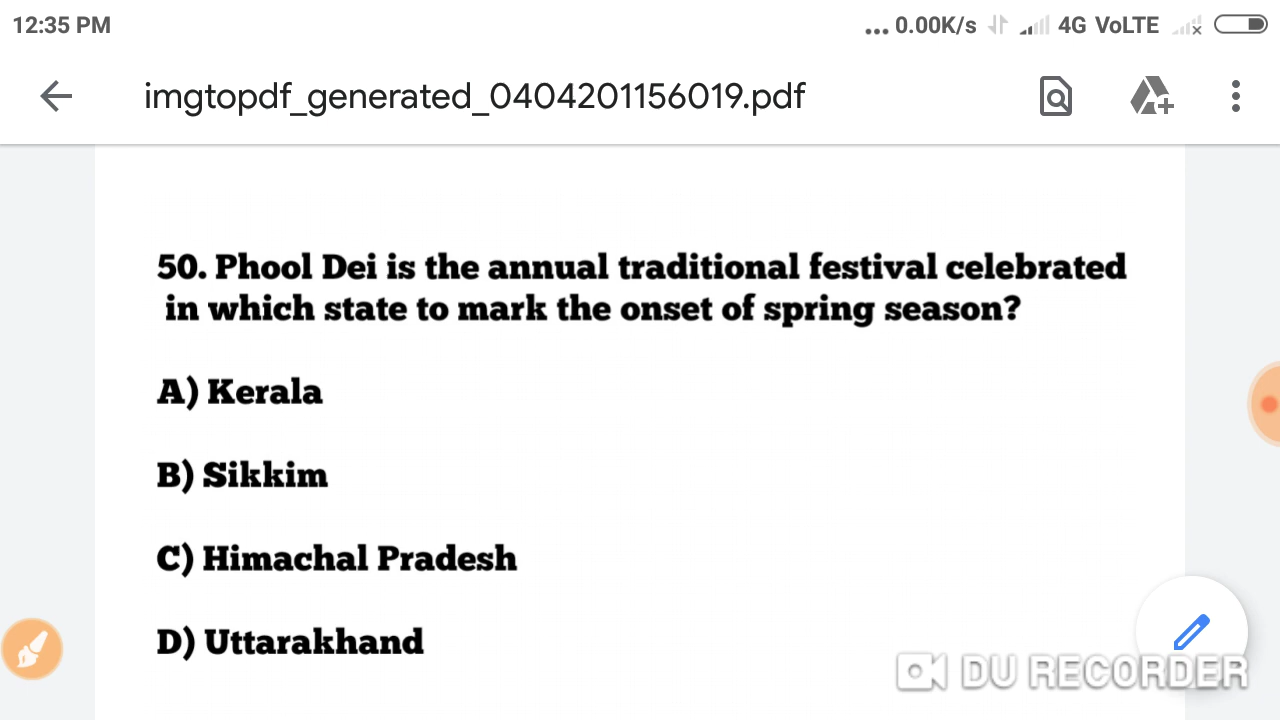 12:35 PM
... 0.00K/s 4G VoLTE
imgtopdf_generated_0404201156019.pdf
50. Phool Dei is the annual traditional festival celebrated
in which state to mark the onset of spring season?
A) Kerala
B) Sikkim
C) Himachal Pradesh
D) Uttarakhand
DU RECORDER